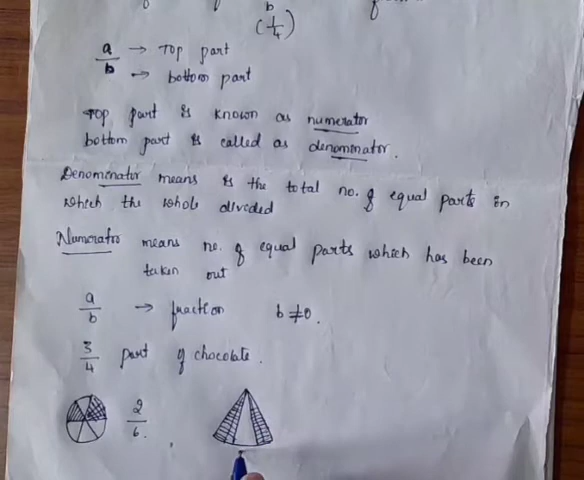 b
(1/4)
a/b → Top part
→ bottom part
Top part is known as numerator
bottom part is called as denominator.
Denominator means is the total no. of equal parts in
which the whole divided
Numerator means no. of equal parts which has been
taken out
a/b → fraction b ≠ 0.
3/4 part of chocolate.
2/6. ,